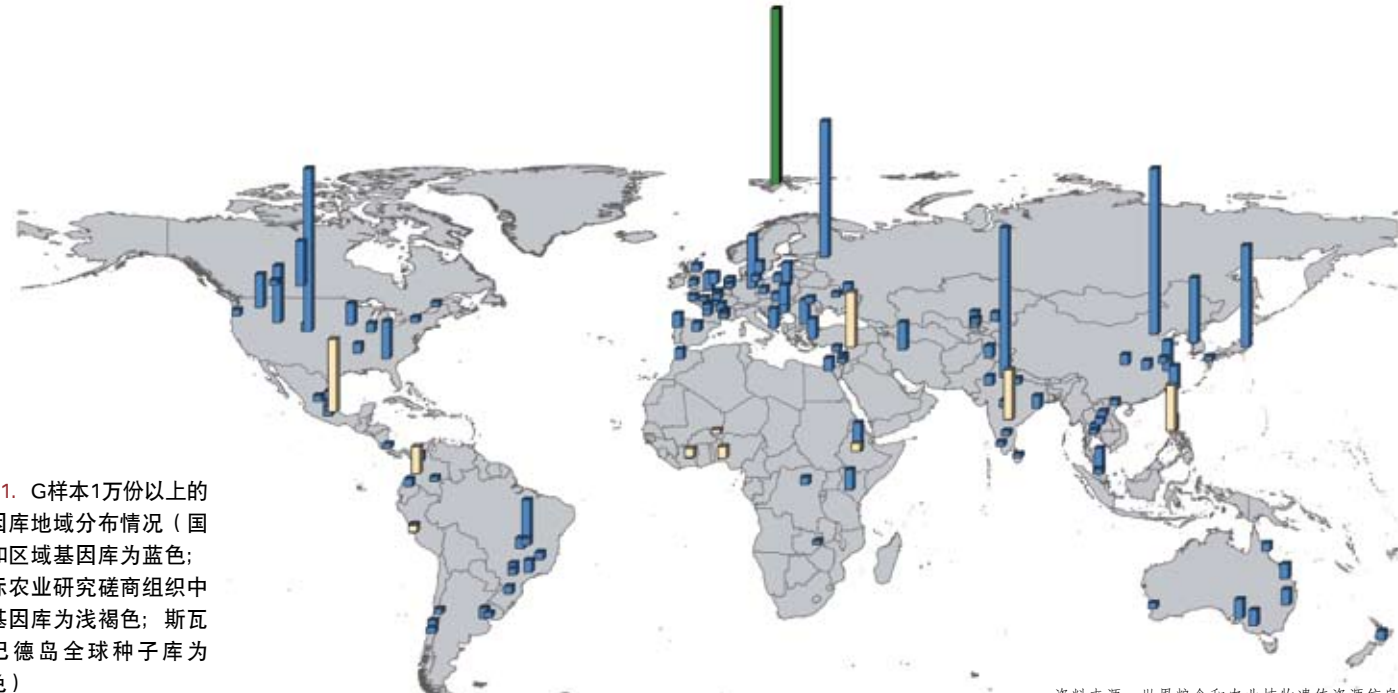 1. G样本1万份以上的
因库地域分布情况（国
和区域基因库为蓝色；
际农业研究磋商组织中
基因库为浅褐色；斯瓦
巴德岛全球种子库为
色）
资料来源 世界粮食和农业植物遗传资源信息